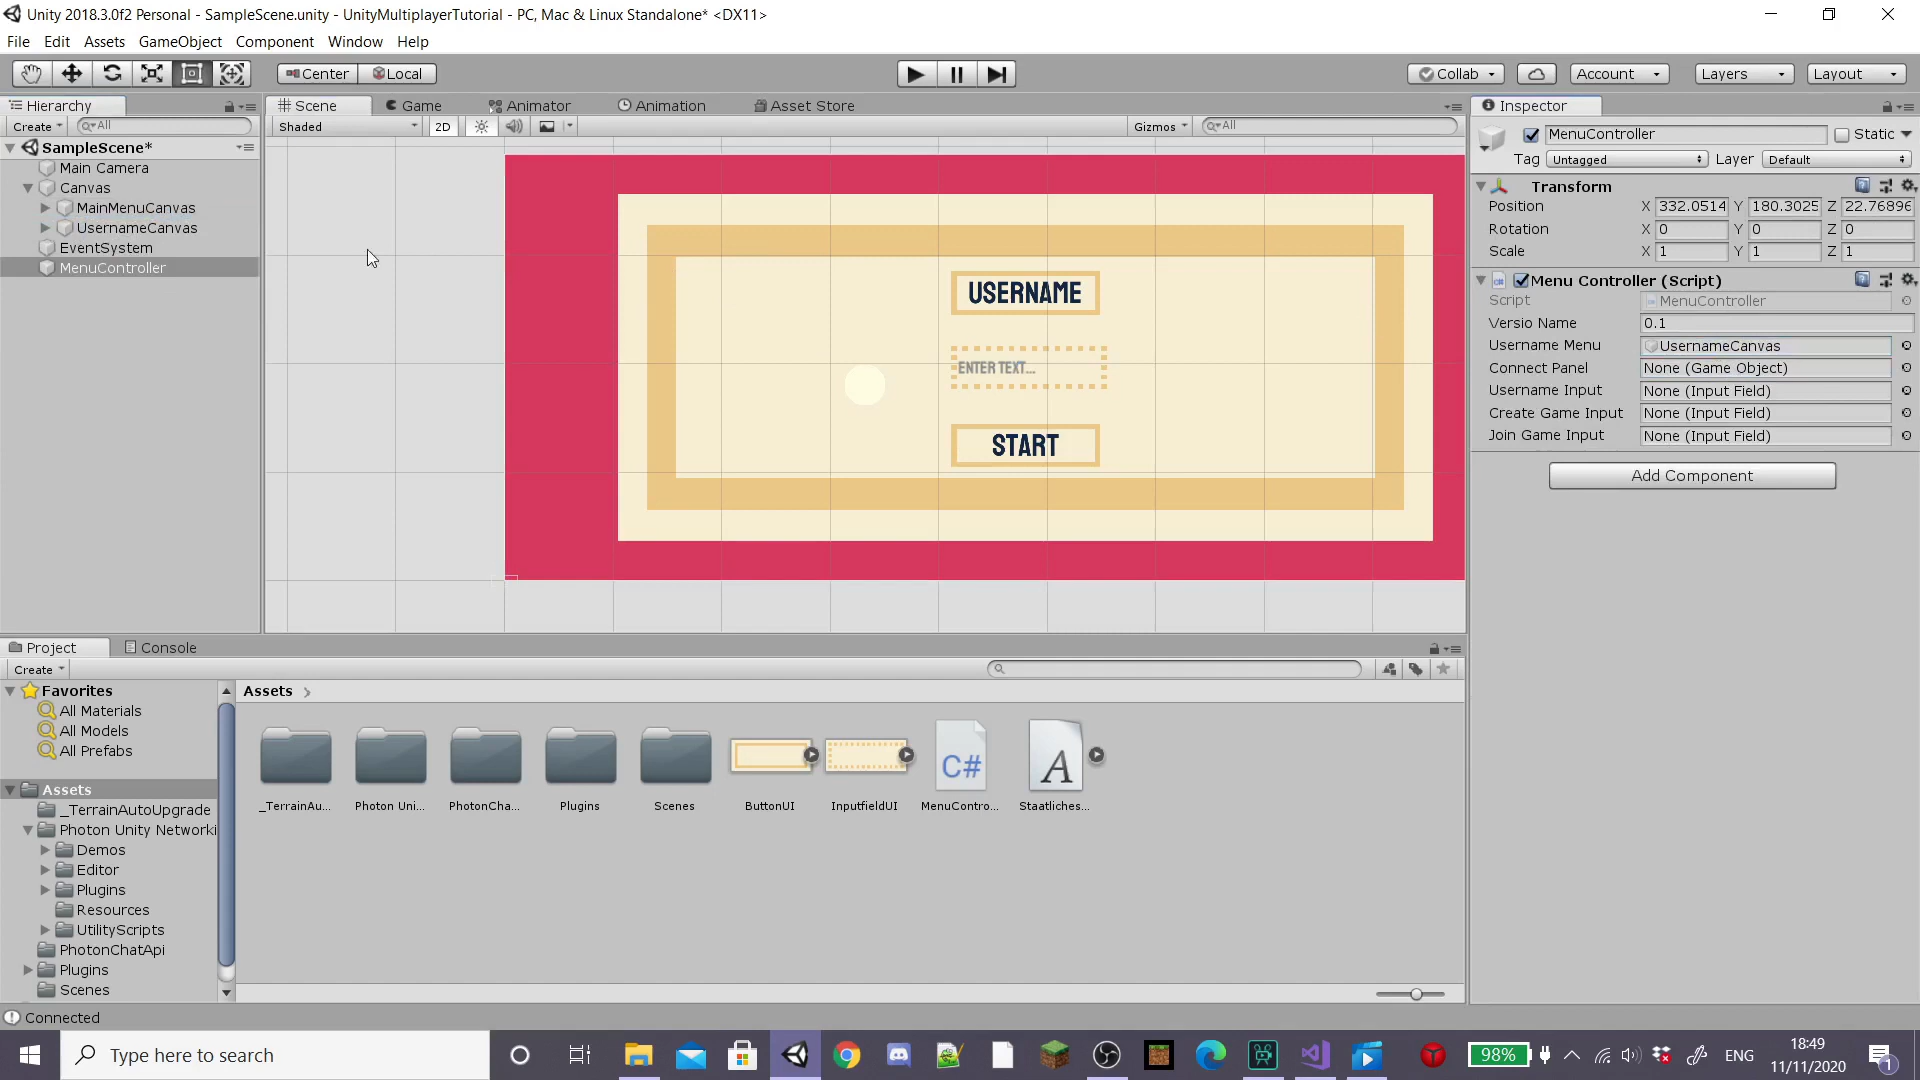 Unity 2018.3.0f2 Personal - SampleScene.unity - UnityMultiplayerTutorial - PC, Mac & Linux Standalone* <DX11>
File Edit Assets GameObject Component Window Help
Center Local Collab Account Layers Layout
Hierarchy
Create All
SampleScene*
Main Camera
Canvas
MainMenuCanvas
UsernameCanvas
EventSystem
MenuController
Scene Game Animator Animation Asset Store
Shaded 2D Gizmos All
USERNAME
ENTER TEXT...
START
Inspector
MenuController Static
Tag Untagged Layer Default
Transform
Position X 332.0514 Y 180.3025 Z 22.76896
Rotation X 0 Y 0 Z 0
Scale X 1 Y 1 Z 1
Menu Controller (Script)
Script MenuController
Versio Name 0.1
Username Menu UsernameCanvas
Connect Panel None (Game Object)
Username Input None (Input Field)
Create Game Input None (Input Field)
Join Game Input None (Input Field)
Add Component
Project Console
Create
Favorites
All Materials
All Models
All Prefabs
Assets
_TerrainAutoUpgrade
Photon Unity Networki
Demos
Editor
Plugins
Resources
UtilityScripts
PhotonChatApi
Plugins
Scenes
Assets
C# A
_TerrainAu... Photon Uni... PhotonCha... Plugins Scenes ButtonUI InputfieldUI MenuContro... Staatliches...
Connected
Type here to search
98% ENG
18:49
11/11/2020
1